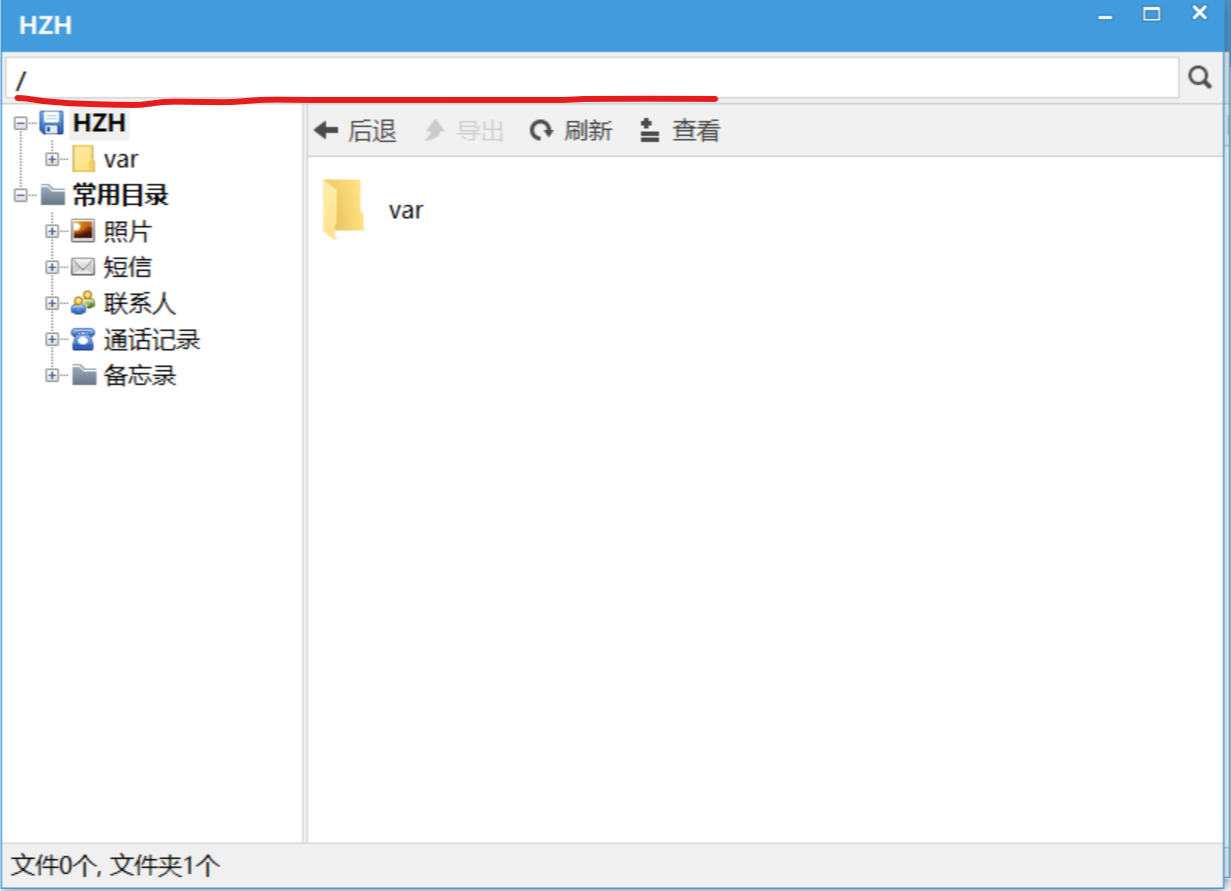 HZH
/
HZH
var
常用目录
照片
短信
联系人
通话记录
备忘录
后退 导出 刷新 查看
var
文件0个, 文件夹1个